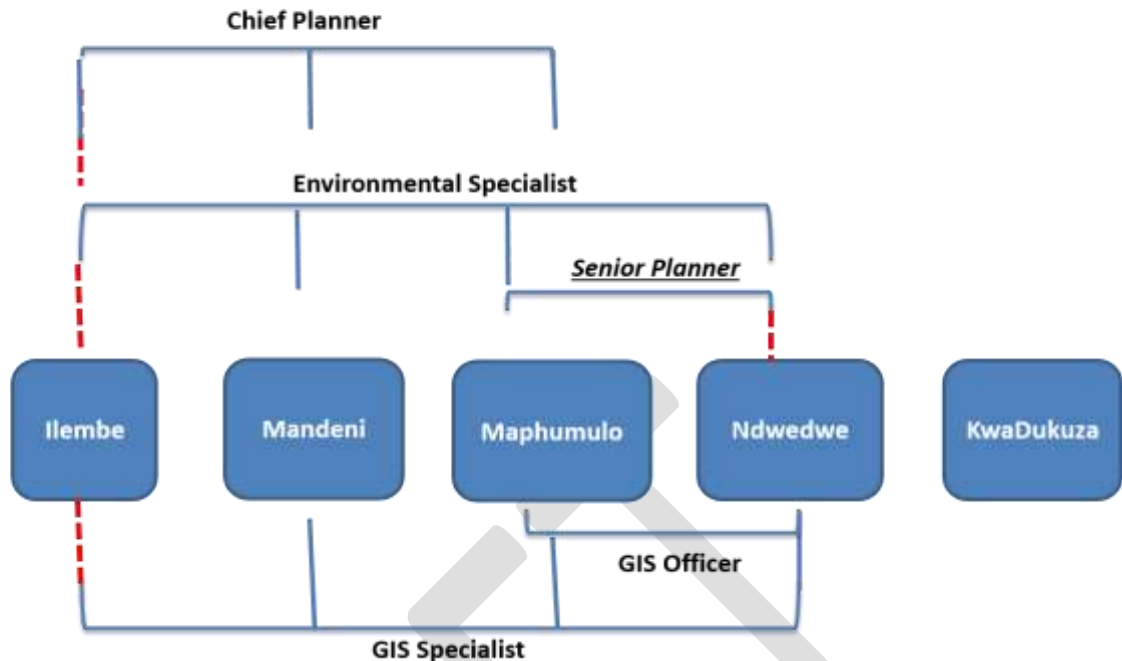 Chief Planner
Environmental Specialist
Senior Planner
Ilembe
Mandeni
Maphumulo
Ndwedwe
KwaDukuza
GIS Officer
GIS Specialist